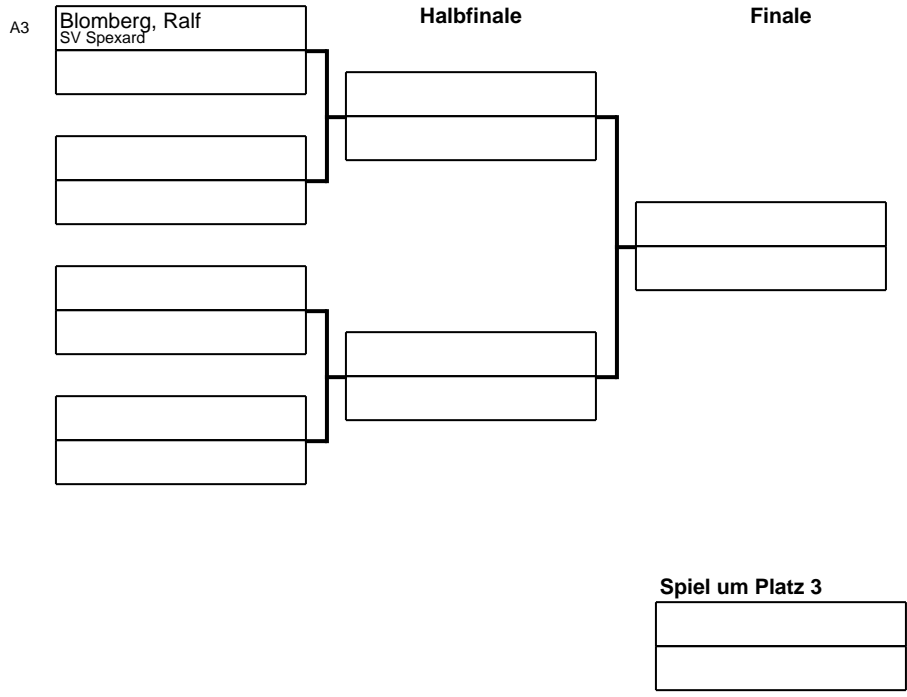 Halbfinale
Finale
A3
Blomberg, Ralf
SV Spexard
Spiel um Platz 3